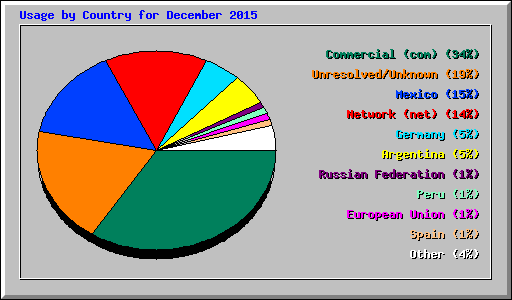 Usage by Country for December 2015
Commercial (com) (34%)
Unresolved/Unknown (19%)
Mexico (15%)
Network (net) (14%)
Germany (5%)
Argentina (5%)
Russian Federation (1%)
Peru (1%)
European Union (1%)
Spain (1%)
Other (4%)